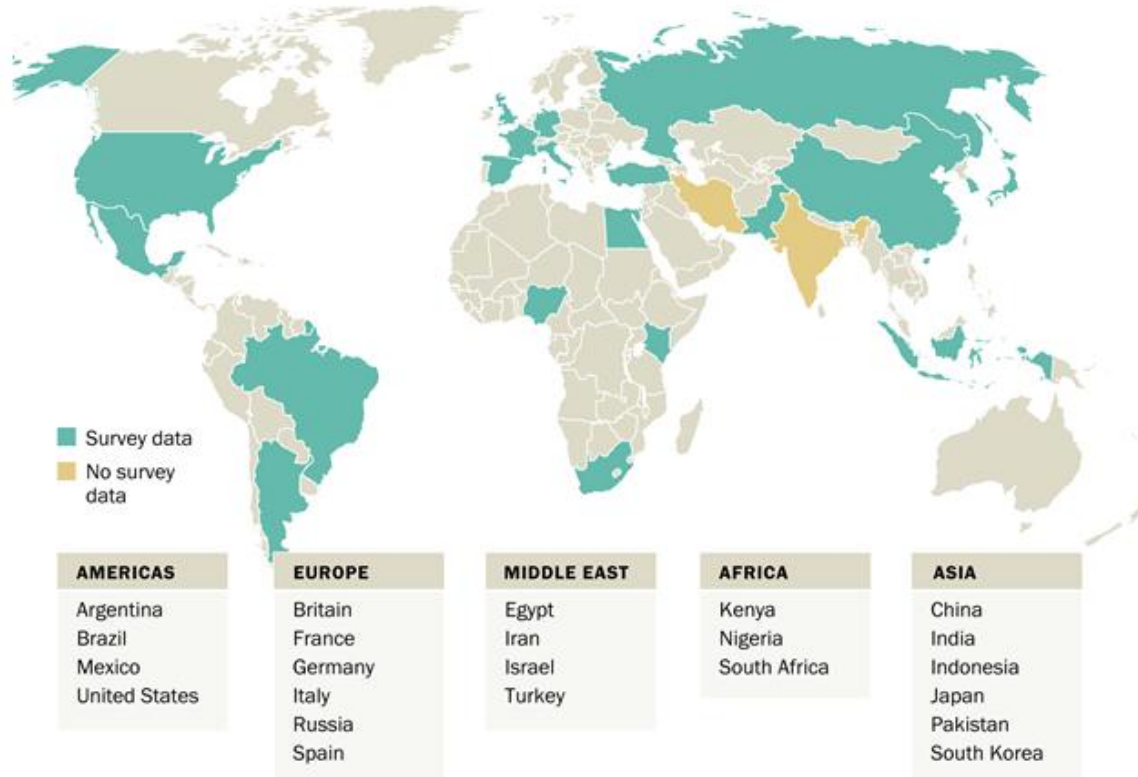 Survey data
No survey
data
AMERICAS
Argentina
Brazil
Mexico
United States
EUROPE
Britain
France
Germany
Italy
Russia
Spain
MIDDLE EAST
Egypt
Iran
Israel
Turkey
AFRICA
Kenya
Nigeria
South Africa
ASIA
China
India
Indonesia
Japan
Pakistan
South Korea